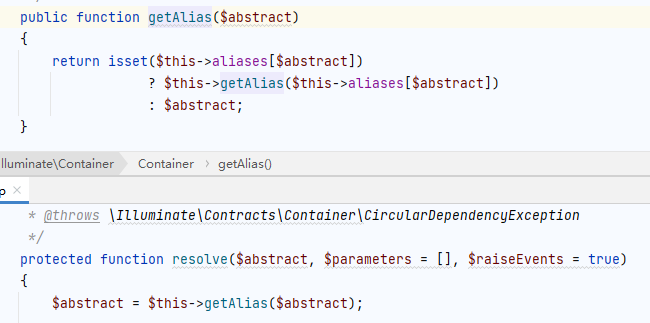 public function getAlias($abstract)
{
return isset($this->aliases[$abstract])
? $this->getAlias($this->aliases[$abstract])
: $abstract;
}
lluminate\Container › Container › getAlias()
p ×
* @throws \Illuminate\Contracts\Container\CircularDependencyException
*/
protected function resolve($abstract, $parameters = [], $raiseEvents = true)
{
$abstract = $this->getAlias($abstract);